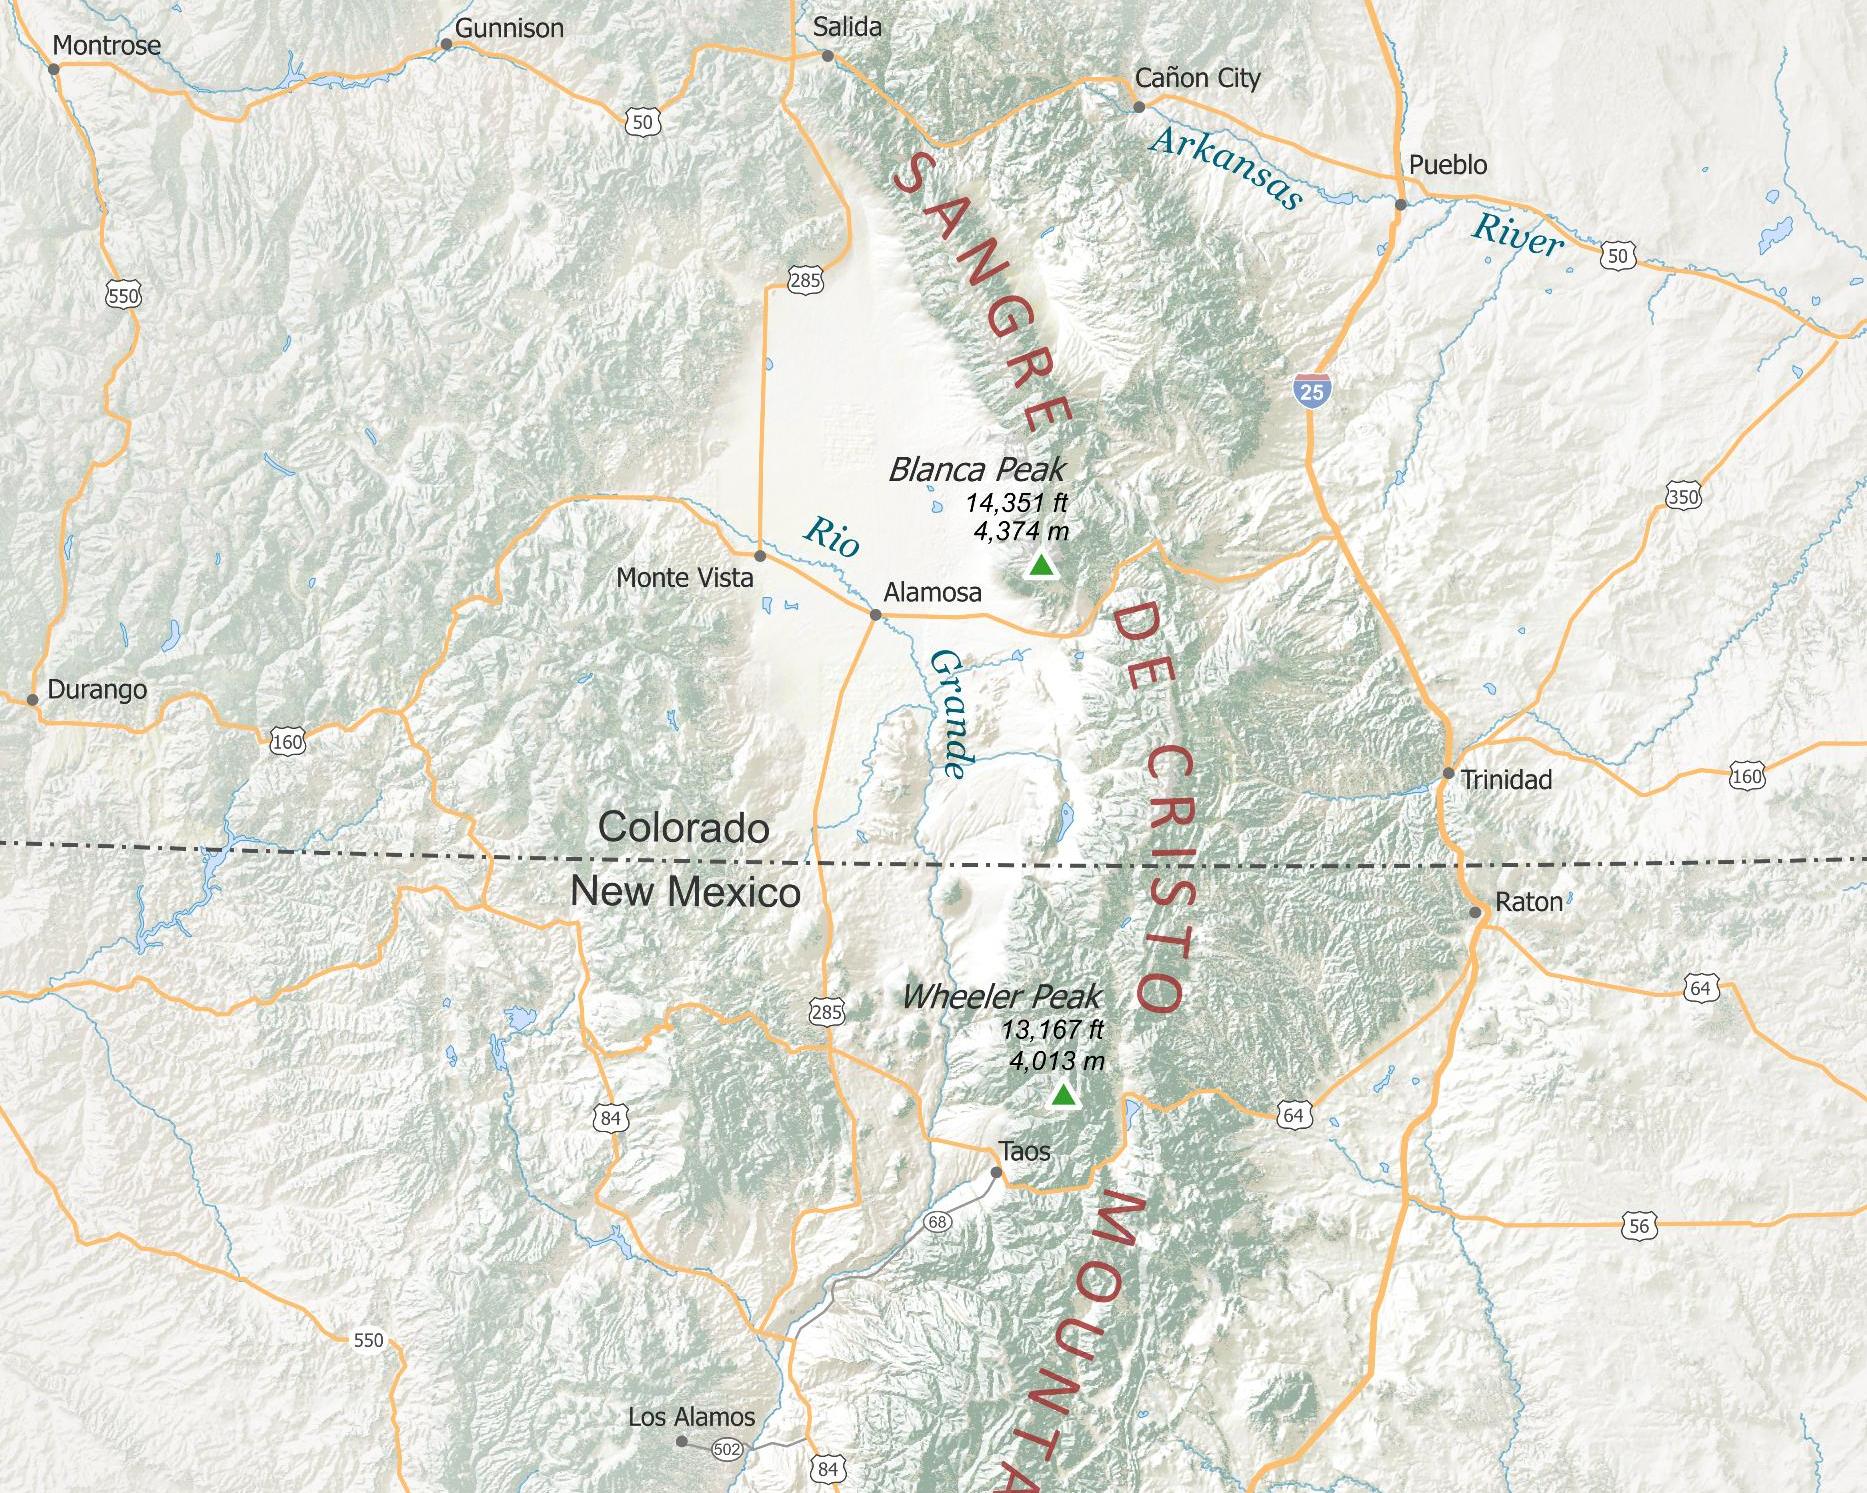 Gunnison
Salida
Montrose
Cañon City
50
Arkansas
Pueblo
River
50
SANGRE
285
550
25
Blanca Peak
14,351 ft
4,374 m
350
Rio
Monte Vista
Alamosa
DE
Grande
Durango
160
CRISTO
Trinidad
160
Colorado
New Mexico
Raton
64
Wheeler Peak
13,167 ft
4,013 m
285
84
64
Taos
68
MOUNTA
56
550
Los Alamos
502
84